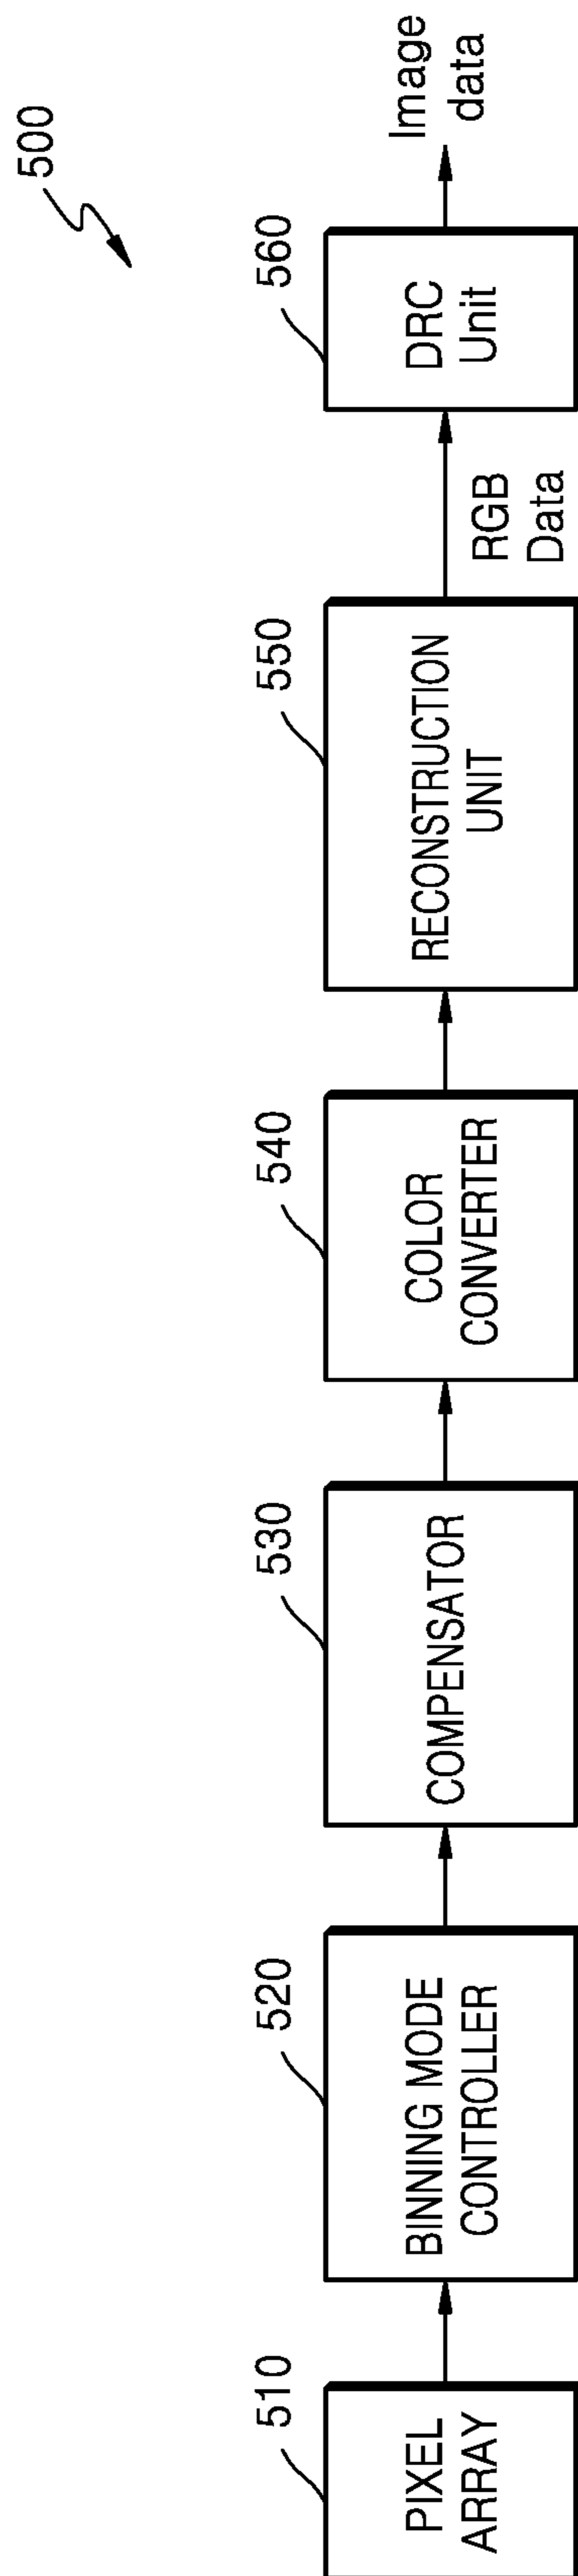 500
510
PIXEL
ARRAY
520
BINNING MODE
CONTROLLER
530
COMPENSATOR
540
COLOR
CONVERTER
550
RECONSTRUCTION
UNIT
RGB
Data
560
DRC
Unit
Image
data